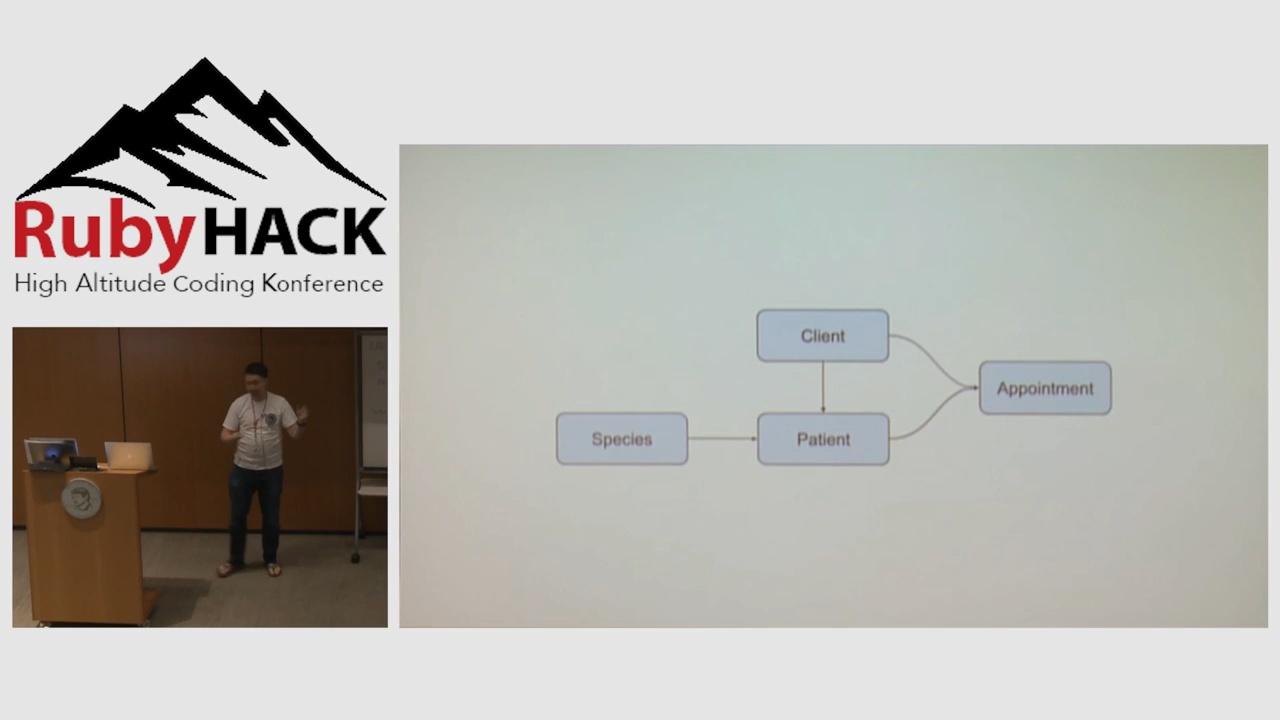 RubyHACK
High Altitude Coding Konference
Client
Appointment
Species
Patient